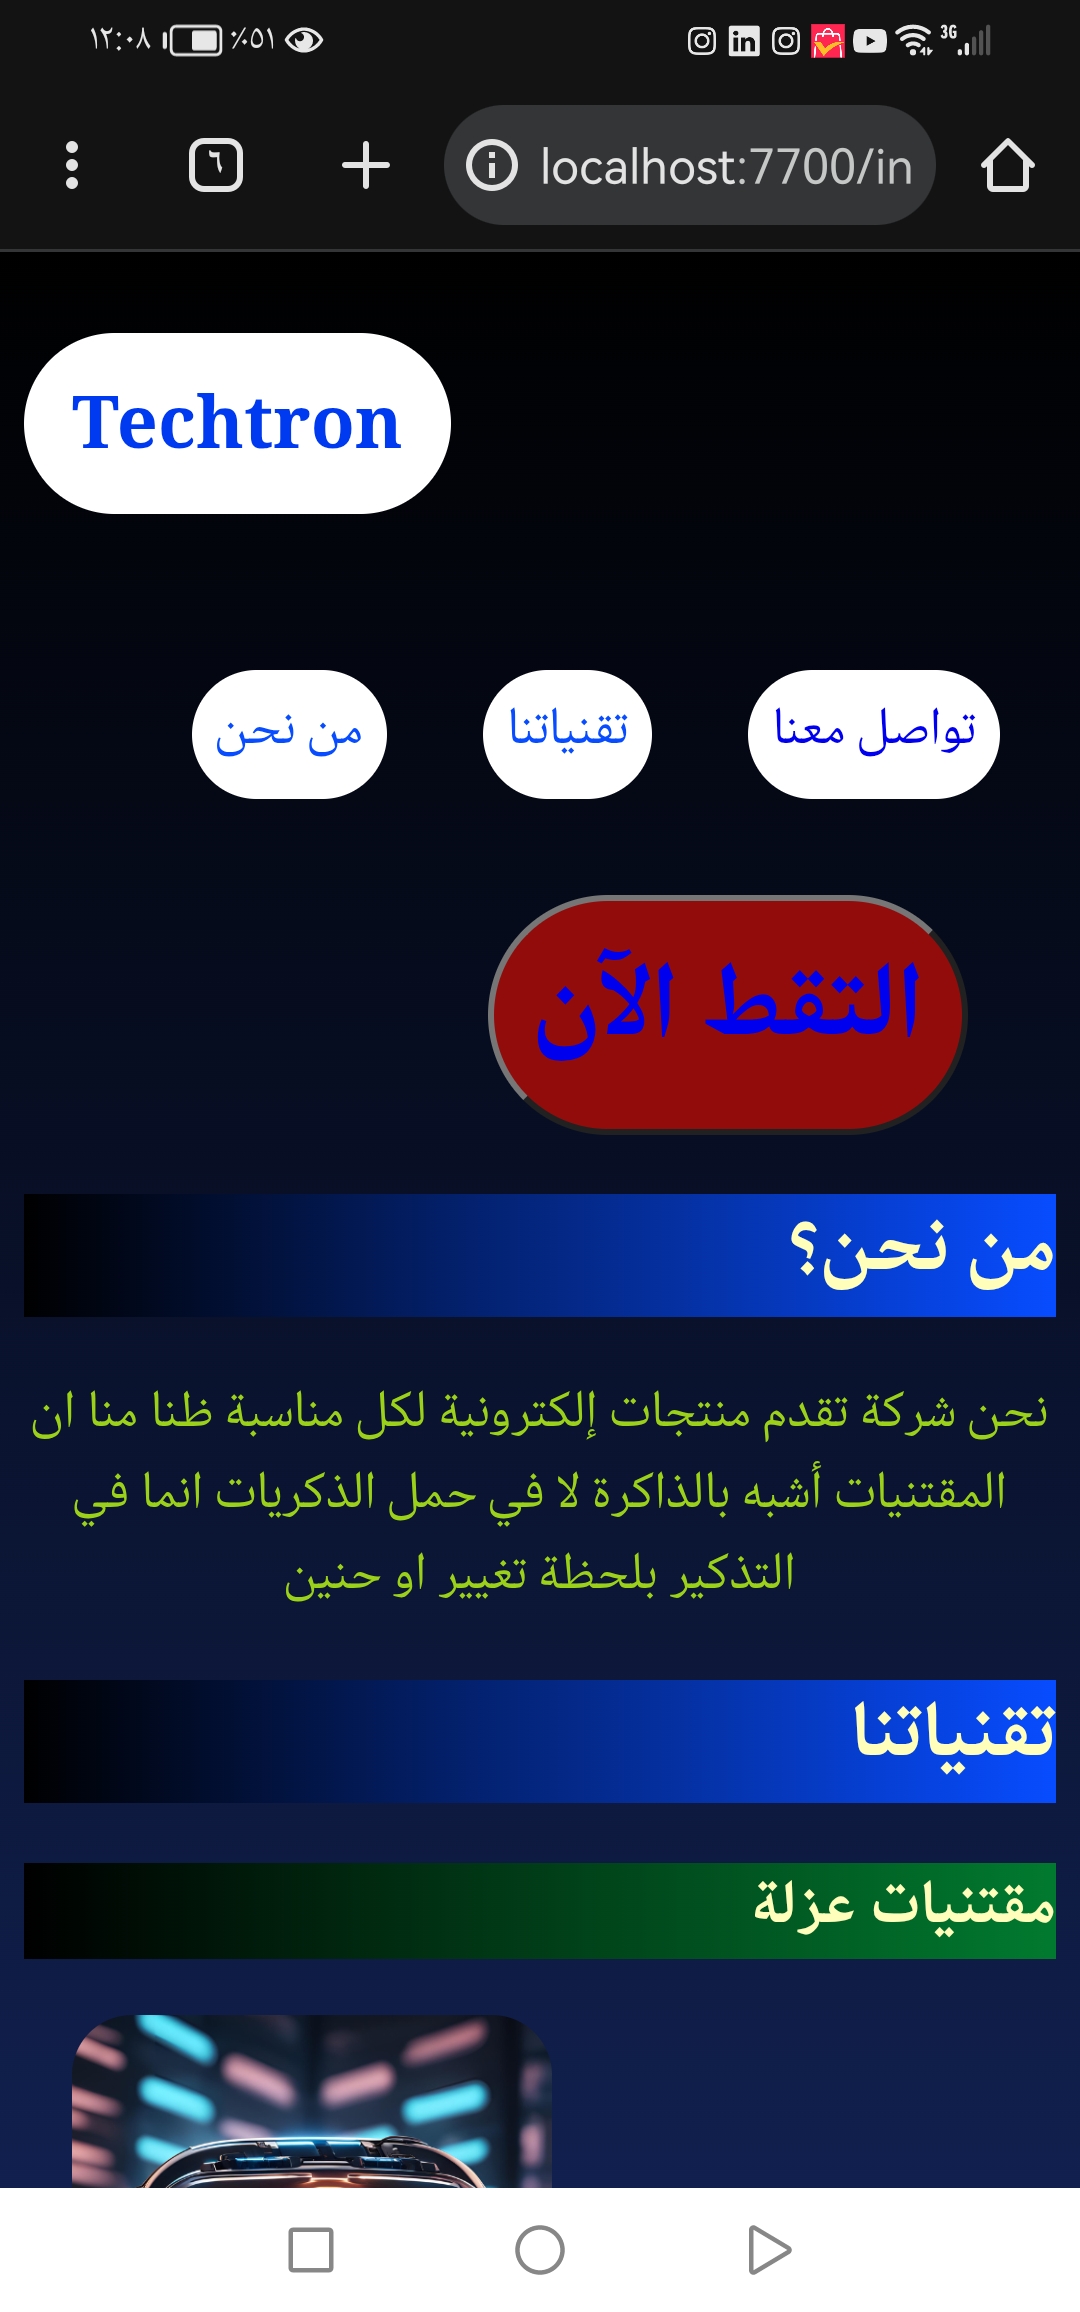 ١٢:٠٨ ٪٥١ 3G
٦ localhost:7700/in
Techtron
تواصل معنا
تقنياتنا
من نحن
التقط الآن
من نحن؟
نحن شركة تقدم منتجات إلكترونية لكل مناسبة ظنا منا ان
المقتنيات أشبه بالذاكرة لا في حمل الذكريات انما في
التذكير بلحظة تغيير او حنين
تقنياتنا
مقتنيات عزلة